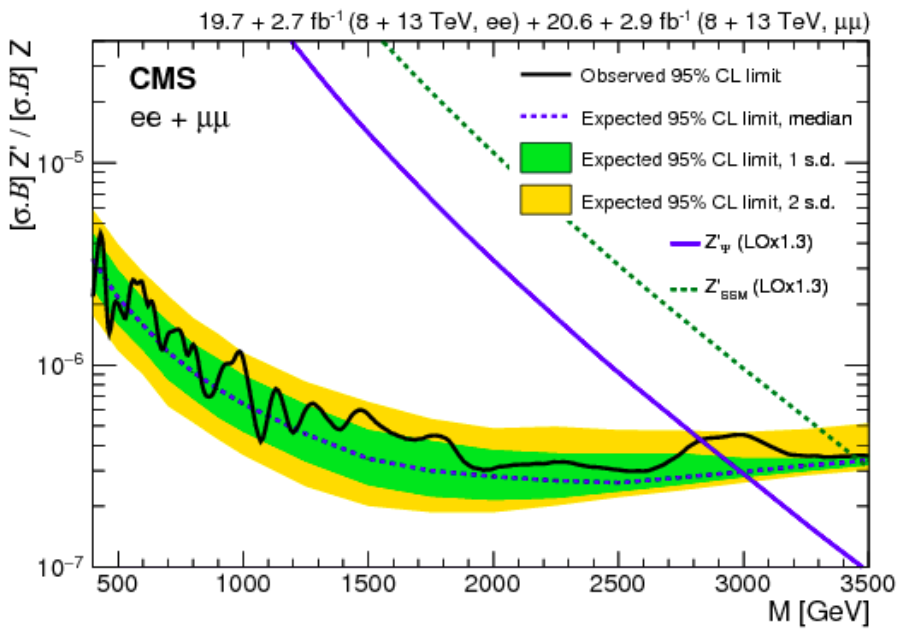 19.7 + 2.7 fb⁻¹ (8 + 13 TeV, ee) + 20.6 + 2.9 fb⁻¹ (8 + 13 TeV, μμ)
[σ.B] Z' / [σ.B] Z
CMS
ee + μμ
Observed 95% CL limit
Expected 95% CL limit, median
Expected 95% CL limit, 1 s.d.
Expected 95% CL limit, 2 s.d.
Z'Ψ (LOx1.3)
Z'SSM (LOx1.3)
10⁻⁵
10⁻⁶
10⁻⁷
500 1000 1500 2000 2500 3000 3500
M [GeV]